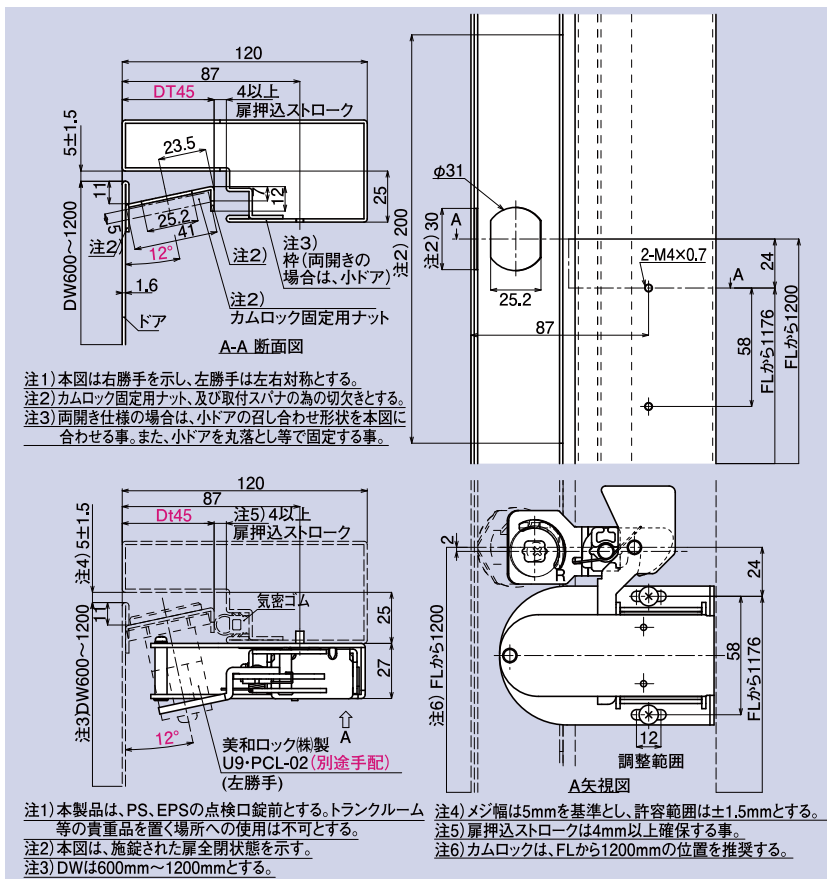 120
87
DT45
4以上
扉押込ストローク
5±1.5
23.5
11
7
12
25
5
25.2
41
注2)
12°
注2)
注3)
枠(両開きの
場合は、小ドア)
DW600～1200
1.6
注2)
カムロック固定用ナット
ドア
A-A 断面図
注1)本図は右勝手を示し、左勝手は左右対称とする。
注2)カムロック固定用ナット、及び取付スパナの為の切欠きとする。
注3)両開き仕様の場合は、小ドアの召し合わせ形状を本図に
合わせる事。また、小ドアを丸落とし等で固定する事。
注2) 200
φ31
注2) 30
A
25.2
2-M4×0.7
A
24
87
58
FLから1176
FLから1200
120
87
Dt45
注5)4以上
扉押込ストローク
注4) 5±1.5
気密ゴム
11
25
27
注3)DW600～1200
12°
A
美和ロック㈱製
U9・PCL-02(別途手配)
(左勝手)
注1)本製品は、PS、EPSの点検口錠前とする。トランクルーム
等の貴重品を置く場所への使用は不可とする。
注2)本図は、施錠された扉全閉状態を示す。
注3)DWは600mm～1200mmとする。
2
R
24
58
注6) FLから1200
FLから1176
12
調整範囲
A矢視図
注4)メジ幅は5mmを基準とし、許容範囲は±1.5mmとする。
注5)扉押込ストロークは4mm以上確保する事。
注6)カムロックは、FLから1200mmの位置を推奨する。